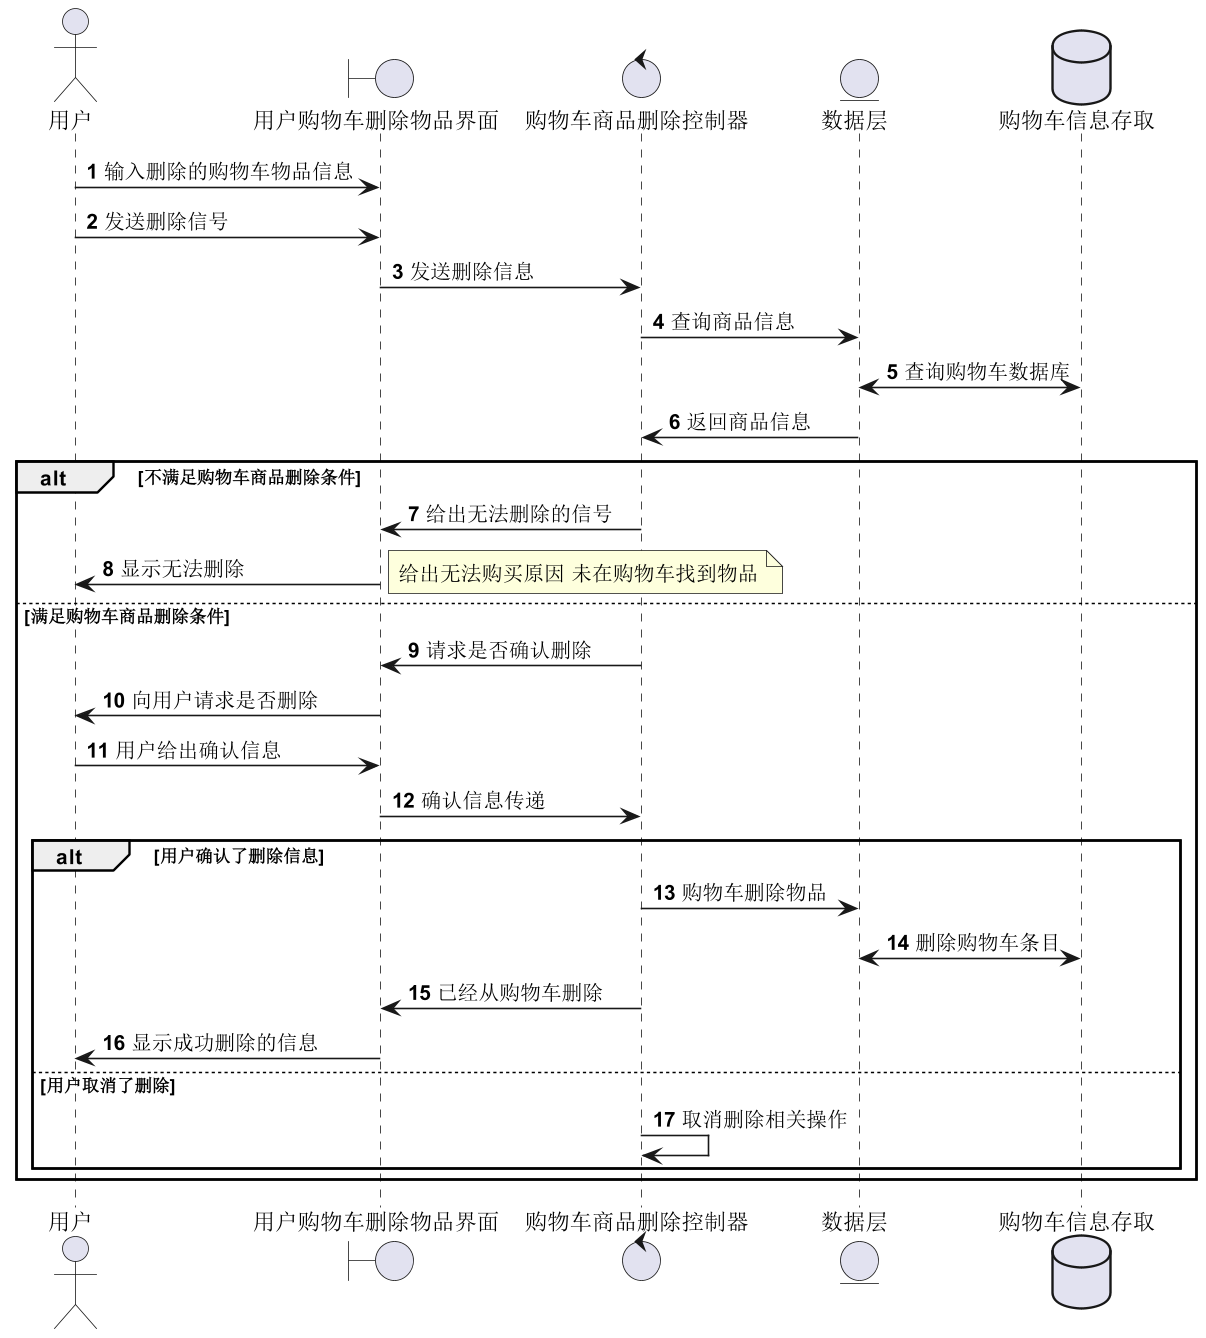 用户
用户购物车删除物品界面
购物车商品删除控制器
数据层
购物车信息存取
1 输入删除的购物车物品信息
2 发送删除信号
3 发送删除信息
4 查询商品信息
5 查询购物车数据库
6 返回商品信息
alt [不满足购物车商品删除条件]
7 给出无法删除的信号
8 显示无法删除
给出无法购买原因 未在购物车找到物品
[满足购物车商品删除条件]
9 请求是否确认删除
10 向用户请求是否删除
11 用户给出确认信息
12 确认信息传递
alt [用户确认了删除信息]
13 购物车删除物品
14 删除购物车条目
15 已经从购物车删除
16 显示成功删除的信息
[用户取消了删除]
17 取消删除相关操作
用户
用户购物车删除物品界面
购物车商品删除控制器
数据层
购物车信息存取